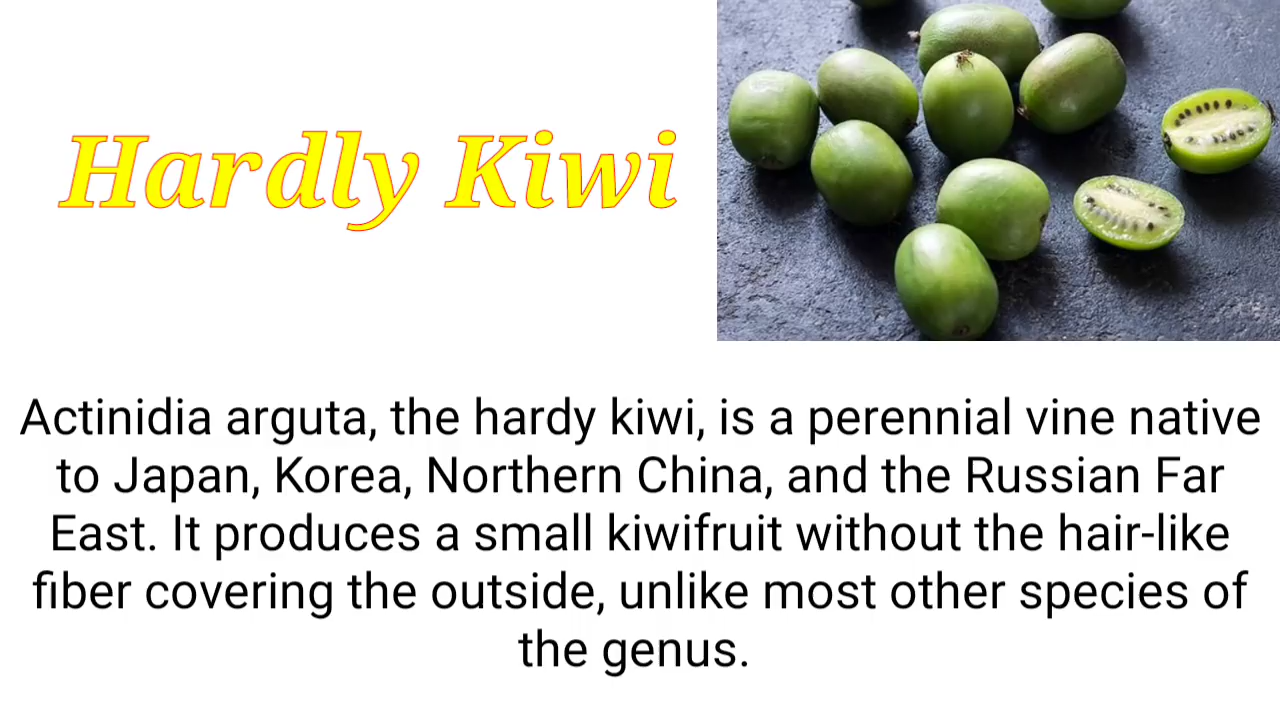 Hardly Kiwi
Actinidia arguta, the hardy kiwi, is a perennial vine native
to Japan, Korea, Northern China, and the Russian Far
East. It produces a small kiwifruit without the hair-like
fiber covering the outside, unlike most other species of
the genus.